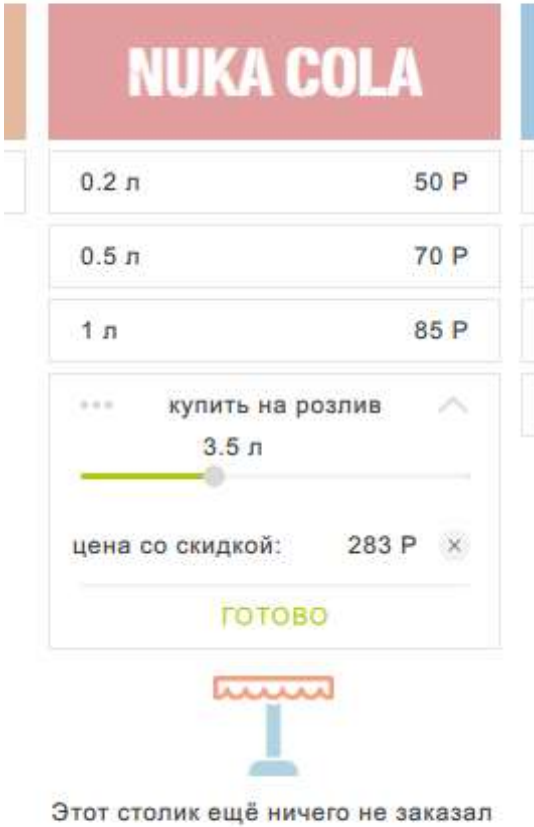 NUKA COLA
0.2 л 50 Р
0.5 л 70 Р
1 л 85 Р
купить на розлив
3.5 л
цена со скидкой: 283 Р
ГОТОВО
Этот столик ещё ничего не заказал